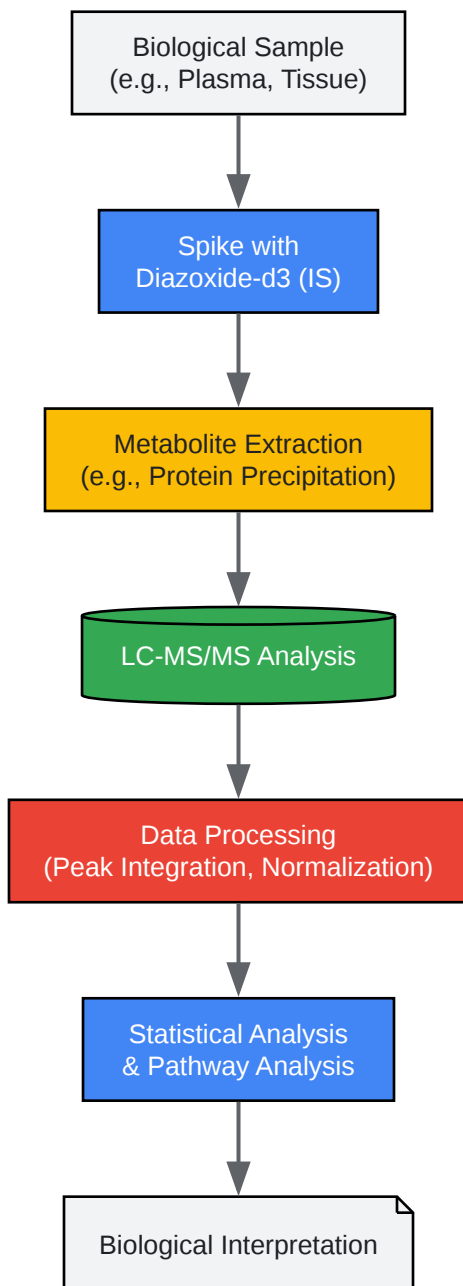 Biological Sample
(e.g., Plasma, Tissue)
Spike with
Diazoxide-d3 (IS)
Metabolite Extraction
(e.g., Protein Precipitation)
LC-MS/MS Analysis
Data Processing
(Peak Integration, Normalization)
Statistical Analysis
& Pathway Analysis
Biological Interpretation